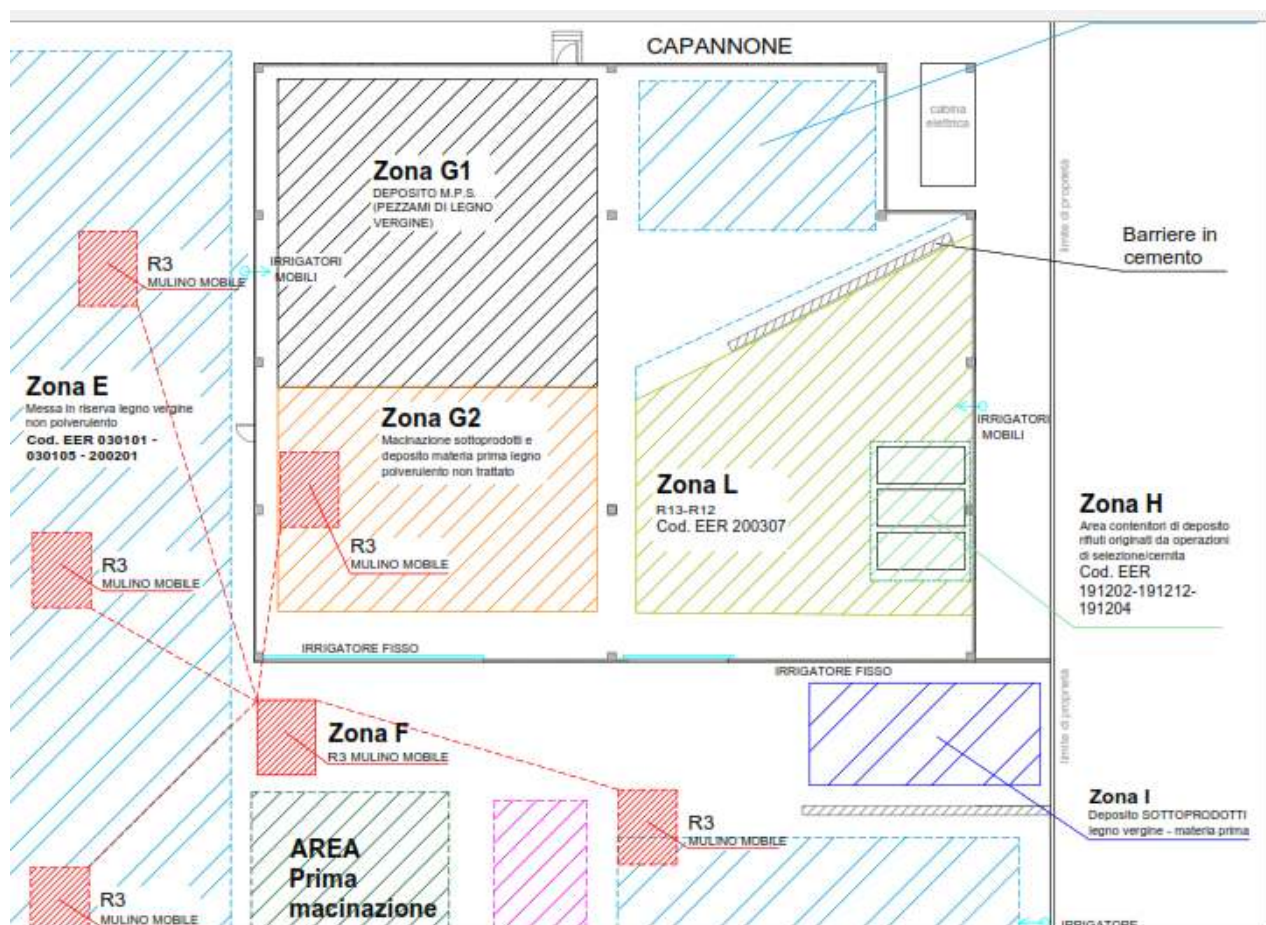 CAPANNONE
cabina
elettrica
Zona G1
DEPOSITO M.P.S.
(PEZZAMI DI LEGNO
VERGINE)
limite di proprietà
Barriere in
cemento
R3
MULINO MOBILE
IRRIGATORI
MOBILI
Zona E
Messa in riserva legno vergine
non polverulento
Cod. EER 030101 -
030105 - 200201
Zona G2
Macinazione sottoprodotti e
deposito materia prima legno
polverulento non trattato
IRRIGATORI
MOBILI
Zona L
R13-R12
Cod. EER 200307
Zona H
Area contenitori di deposito
rifiuti originati da operazioni
di selezione/cernita
Cod. EER
191202-191212-
191204
R3
MULINO MOBILE
R3
MULINO MOBILE
IRRIGATORE FISSO
IRRIGATORE FISSO
limite di proprietà
Zona F
R3 MULINO MOBILE
Zona I
Deposito SOTTOPRODOTTI
legno vergine - materia prima
R3
MULINO MOBILE
AREA
Prima
macinazione
R3
MULINO MOBILE
IRRIGATORE